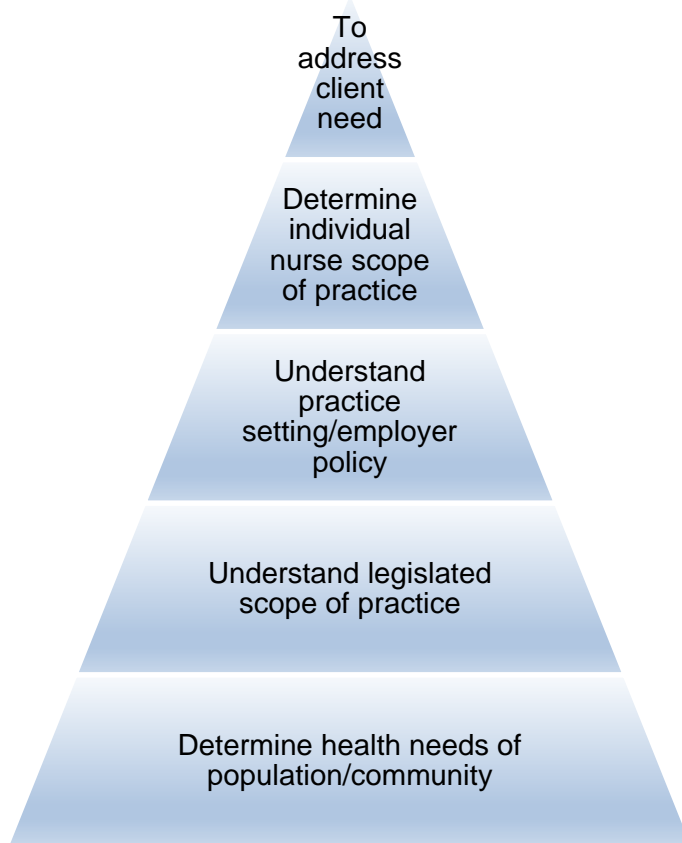 To
address
client
need
Determine
individual
nurse scope
of practice
Understand
practice
setting/employer
policy
Understand legislated
scope of practice
Determine health needs of
population/community